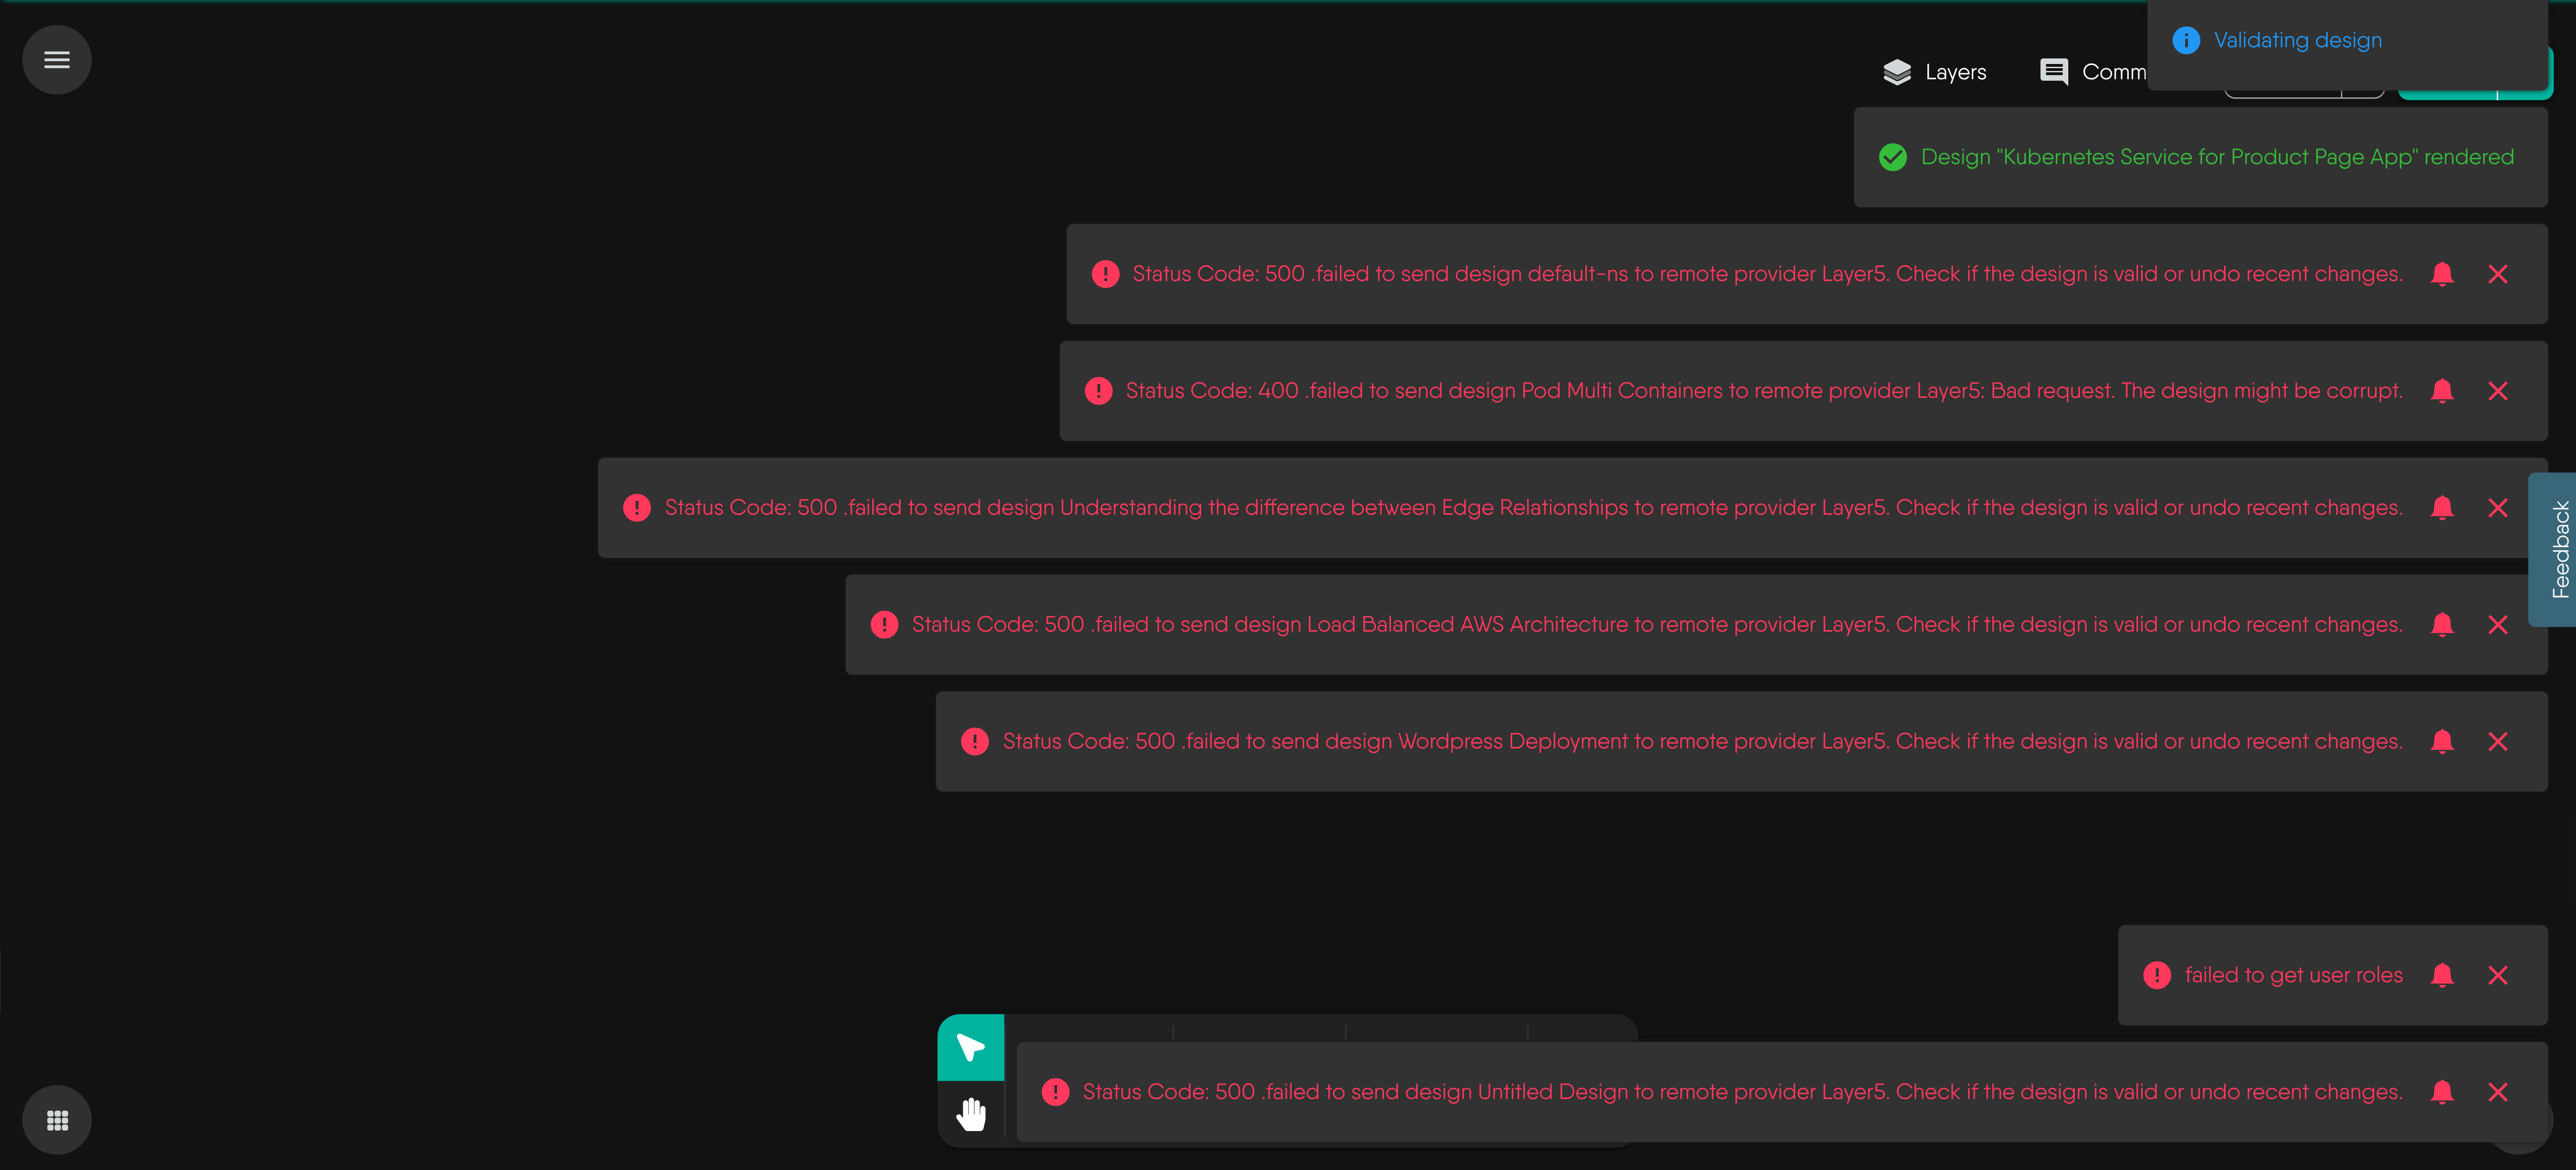 Validating design
Layers
Comm
Design "Kubernetes Service for Product Page App" rendered
Status Code: 500 .failed to send design default-ns to remote provider Layer5. Check if the design is valid or undo recent changes.
Status Code: 400 .failed to send design Pod Multi Containers to remote provider Layer5: Bad request. The design might be corrupt.
Status Code: 500 .failed to send design Understanding the difference between Edge Relationships to remote provider Layer5. Check if the design is valid or undo recent changes.
Feedback
Status Code: 500 .failed to send design Load Balanced AWS Architecture to remote provider Layer5. Check if the design is valid or undo recent changes.
Status Code: 500 .failed to send design Wordpress Deployment to remote provider Layer5. Check if the design is valid or undo recent changes.
failed to get user roles
Status Code: 500 .failed to send design Untitled Design to remote provider Layer5. Check if the design is valid or undo recent changes.